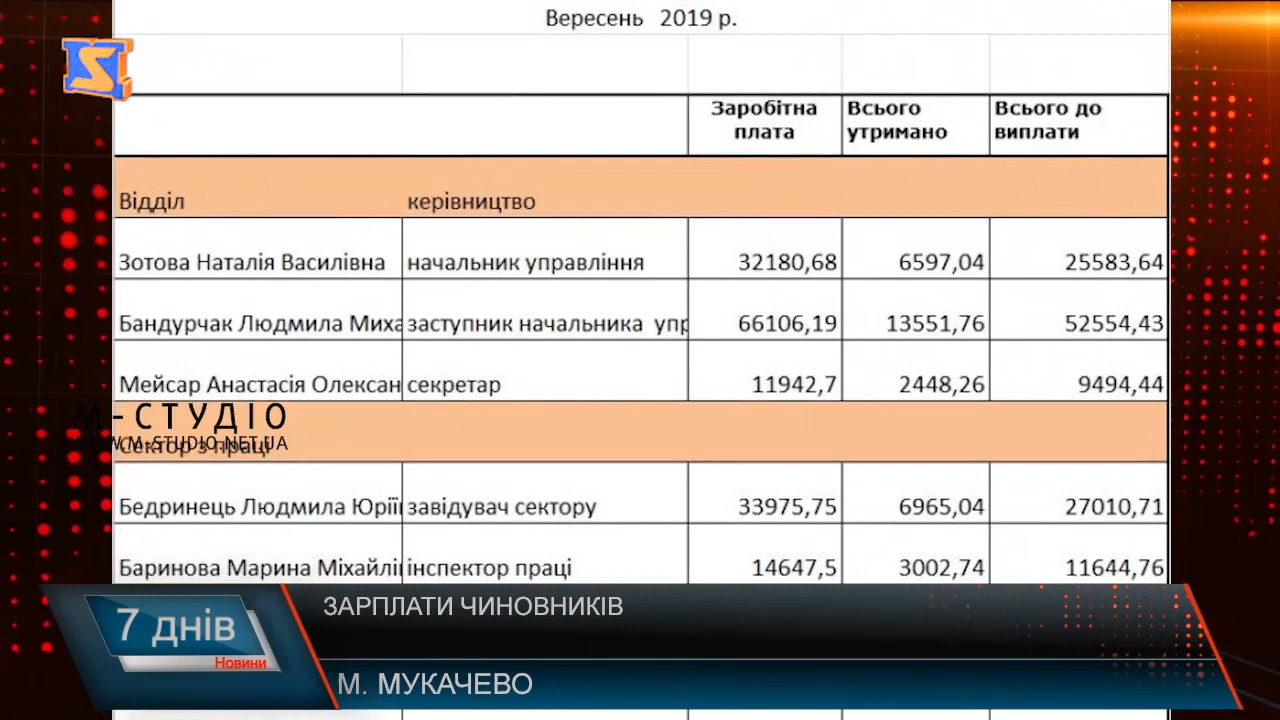 Вересень 2019 р.
Заробітна плата
Всього утримано
Всього до виплати
Відділ керівництво
Зотова Наталія Василівна начальник управління 32180,68 6597,04 25583,64
Бандурчак Людмила Миха заступник начальника упр 66106,19 13551,76 52554,43
Мейсар Анастасія Олексан секретар 11942,7 2448,26 9494,44
М-СТУДІО
WWW.M-STUDIO.NET.UA
Сектор з праці
Бедринець Людмила Юрії завідувач сектору 33975,75 6965,04 27010,71
Баринова Марина Міхайлі інспектор праці 14647,5 3002,74 11644,76
7 днів
Новини
ЗАРПЛАТИ ЧИНОВНИКІВ
М. МУКАЧЕВО